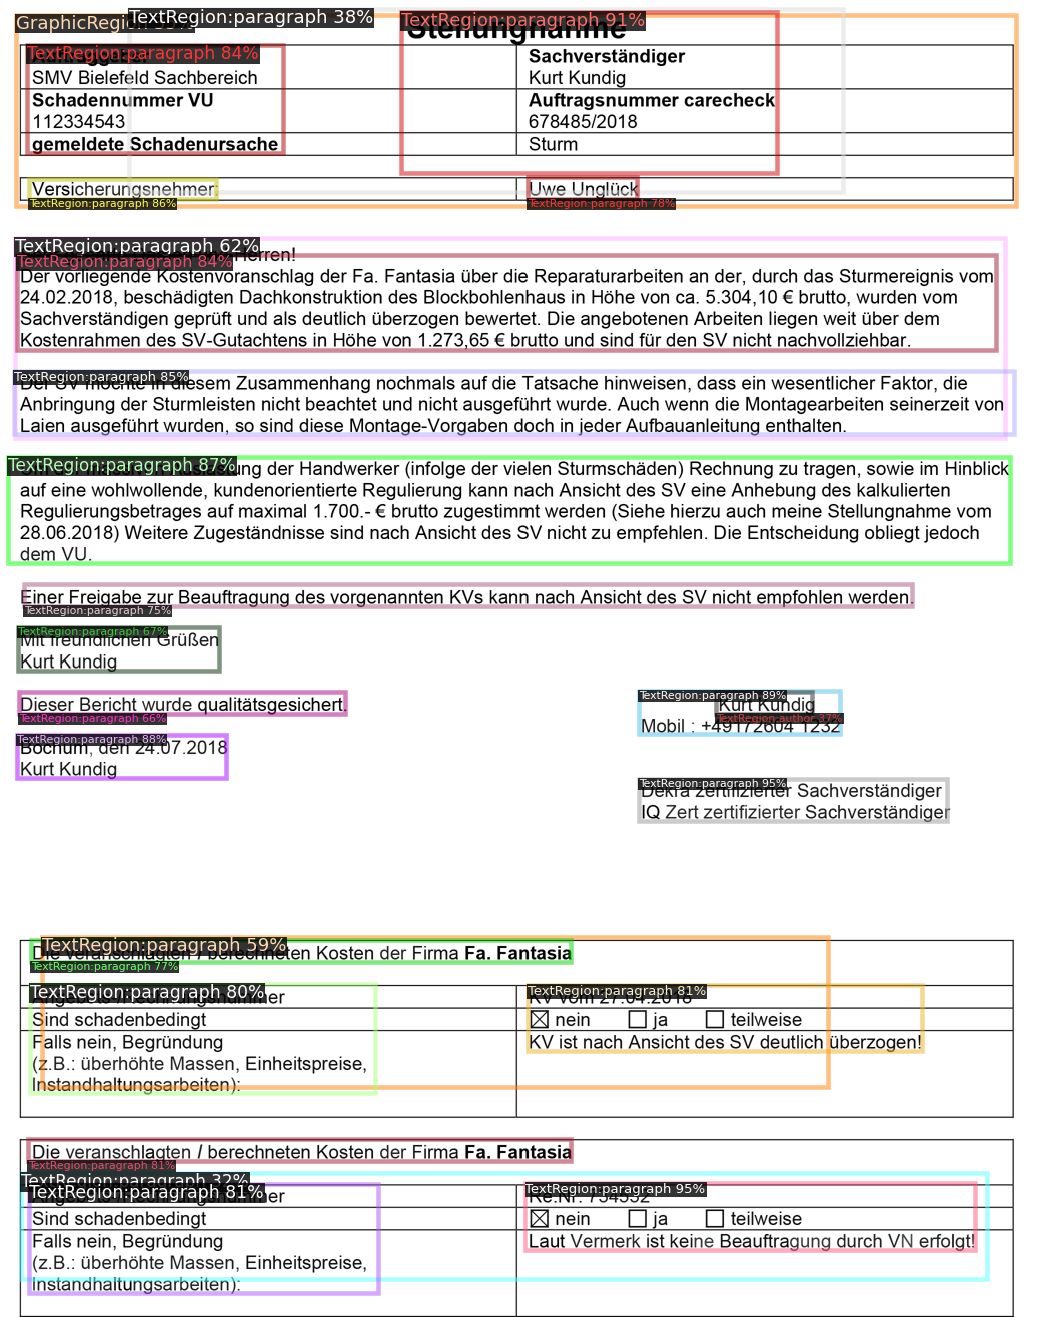 GraphicRegion
TextRegion:paragraph 38%
TextRegion:paragraph 91%
Stellungnahme
TextRegion:paragraph 84%
Sachverständiger
SMV Bielefeld Sachbereich
Kurt Kundig
Schadennummer VU
Auftragsnummer carecheck
112334543
678485/2018
gemeldete Schadenursache
Sturm
Versicherungsnehmer:
Uwe Unglück
TextRegion:paragraph 86%
TextRegion:paragraph 78%
TextRegion:paragraph 62%
Herren!
TextRegion:paragraph 84%
Der vorliegende Kostenvoranschlag der Fa. Fantasia über die Reparaturarbeiten an der, durch das Sturmereignis vom
24.02.2018, beschädigten Dachkonstruktion des Blockbohlenhaus in Höhe von ca. 5.304,10 € brutto, wurden vom
Sachverständigen geprüft und als deutlich überzogen bewertet. Die angebotenen Arbeiten liegen weit über dem
Kostenrahmen des SV-Gutachtens in Höhe von 1.273,65 € brutto und sind für den SV nicht nachvollziehbar.
TextRegion:paragraph 85%
Der SV möchte in diesem Zusammenhang nochmals auf die Tatsache hinweisen, dass ein wesentlicher Faktor, die
Anbringung der Sturmleisten nicht beachtet und nicht ausgeführt wurde. Auch wenn die Montagearbeiten seinerzeit von
Laien ausgeführt wurden, so sind diese Montage-Vorgaben doch in jeder Aufbauanleitung enthalten.
TextRegion:paragraph 87%
der Handwerker (infolge der vielen Sturmschäden) Rechnung zu tragen, sowie im Hinblick
auf eine wohlwollende, kundenorientierte Regulierung kann nach Ansicht des SV eine Anhebung des kalkulierten
Regulierungsbetrages auf maximal 1.700.- € brutto zugestimmt werden (Siehe hierzu auch meine Stellungnahme vom
28.06.2018) Weitere Zugeständnisse sind nach Ansicht des SV nicht zu empfehlen. Die Entscheidung obliegt jedoch
dem VU.
Einer Freigabe zur Beauftragung des vorgenannten KVs kann nach Ansicht des SV nicht empfohlen werden.
TextRegion:paragraph 75%
TextRegion:paragraph 67%
Mit freundlichen Grüßen
Kurt Kundig
TextRegion:paragraph 89%
Dieser Bericht wurde qualitätsgesichert.
Kurt Kundig
TextRegion:paragraph 66%
TextRegion:author 37%
Mobil : +49172604 1232
TextRegion:paragraph 88%
Bochum, den 24.07.2018
Kurt Kundig
TextRegion:paragraph 95%
Dekra zertifizierter Sachverständiger
IQ Zert zertifizierter Sachverständiger
TextRegion:paragraph 59%
Die veranschlagten / berechneten Kosten der Firma Fa. Fantasia
TextRegion:paragraph 77%
TextRegion:paragraph 80%
TextRegion:paragraph 81%
KV vom 27.04.2018
Sind schadenbedingt
nein ja teilweise
Falls nein, Begründung
KV ist nach Ansicht des SV deutlich überzogen!
(z.B.: überhöhte Massen, Einheitspreise,
Instandhaltungsarbeiten):
Die veranschlagten / berechneten Kosten der Firma Fa. Fantasia
TextRegion:paragraph 81%
TextRegion:paragraph 32%
TextRegion:paragraph 81%
TextRegion:paragraph 95%
Re.Nr. 734552
Sind schadenbedingt
nein ja teilweise
Falls nein, Begründung
Laut Vermerk ist keine Beauftragung durch VN erfolgt!
(z.B.: überhöhte Massen, Einheitspreise,
Instandhaltungsarbeiten):